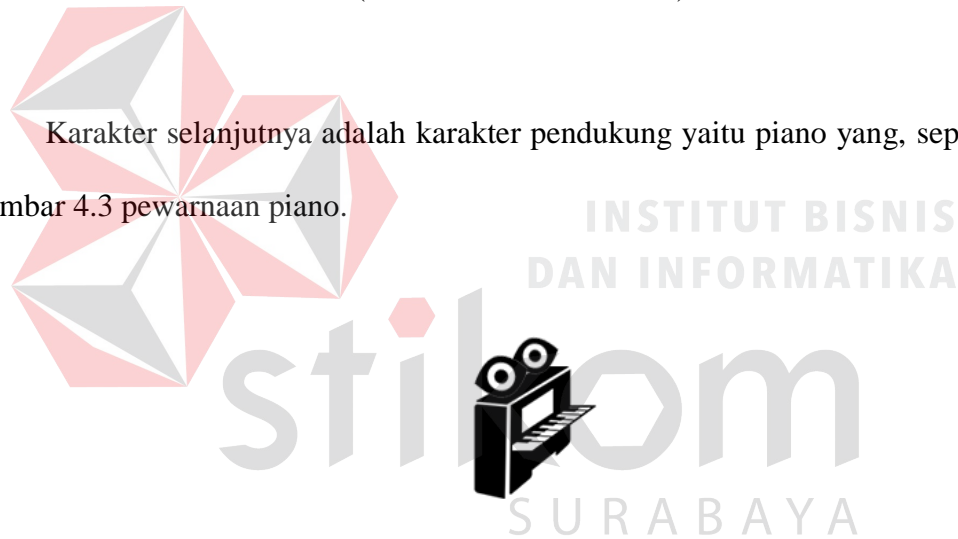 Karakter selanjutnya adalah karakter pendukung yaitu piano yang, sep
mbar 4.3 pewarnaan piano.
INSTITUT BISNIS
DAN INFORMATIKA
stikom
SURABAYA